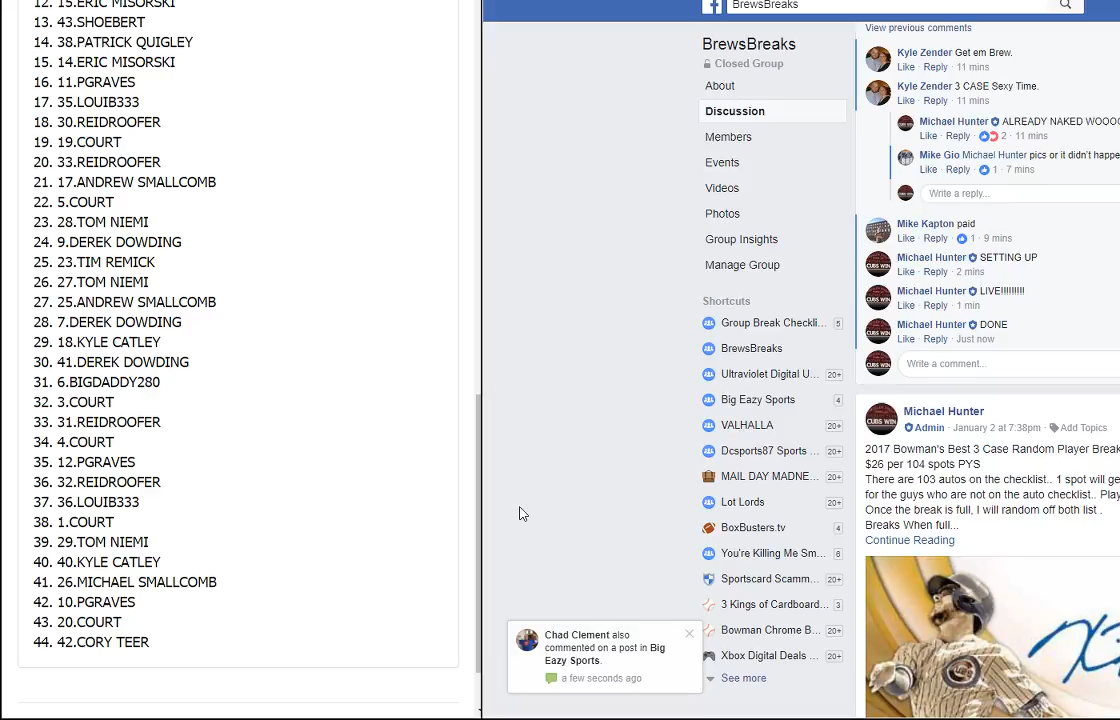 12. 15.ERIC MISORSKI
13. 43.SHOEBERT
14. 38.PATRICK QUIGLEY
15. 14.ERIC MISORSKI
16. 11.PGRAVES
17. 35.LOUIB333
18. 30.REIDROOFER
19. 19.COURT
20. 33.REIDROOFER
21. 17.ANDREW SMALLCOMB
22. 5.COURT
23. 28.TOM NIEMI
24. 9.DEREK DOWDING
25. 23.TIM REMICK
26. 27.TOM NIEMI
27. 25.ANDREW SMALLCOMB
28. 7.DEREK DOWDING
29. 18.KYLE CATLEY
30. 41.DEREK DOWDING
31. 6.BIGDADDY280
32. 3.COURT
33. 31.REIDROOFER
34. 4.COURT
35. 12.PGRAVES
36. 32.REIDROOFER
37. 36.LOUIB333
38. 1.COURT
39. 29.TOM NIEMI
40. 40.KYLE CATLEY
41. 26.MICHAEL SMALLCOMB
42. 10.PGRAVES
43. 20.COURT
44. 42.CORY TEER
BrewsBreaks
BrewsBreaks
Closed Group
About
Discussion
Members
Events
Videos
Photos
Group Insights
Manage Group
Shortcuts
Group Break Checkli... 5
BrewsBreaks
Ultraviolet Digital U... 20+
Big Eazy Sports 4
VALHALLA 20+
Dcsports87 Sports ... 20+
MAIL DAY MADNE... 20+
Lot Lords 20+
BoxBusters.tv 4
You're Killing Me Sm... 6
Sportscard Scamm... 20+
3 Kings of Cardboard... 3
Bowman Chrome B... 20+
Xbox Digital Deals ... 20+
See more
Chad Clement also
commented on a post in Big
Eazy Sports.
a few seconds ago
View previous comments
Kyle Zender Get em Brew.
Like · Reply · 11 mins
Kyle Zender 3 CASE Sexy Time.
Like · Reply · 11 mins
Michael Hunter ALREADY NAKED WOOO
Like · Reply · 2 · 11 mins
Mike Gio Michael Hunter pics or it didn't happe
Like · Reply · 1 · 7 mins
Write a reply...
Mike Kapton paid
Like · Reply · 1 · 9 mins
Michael Hunter SETTING UP
Like · Reply · 2 mins
Michael Hunter LIVE!!!!!!!!!
Like · Reply · 1 min
Michael Hunter DONE
Like · Reply · Just now
Write a comment...
CUBS WIN
Michael Hunter
Admin · January 2 at 7:38pm · Add Topics
2017 Bowman's Best 3 Case Random Player Break
$26 per 104 spots PYS
There are 103 autos on the checklist.. 1 spot will ge
for the guys who are not on the auto checklist.. Play
Once the break is full, I will random off both list .
Breaks When full...
Continue Reading